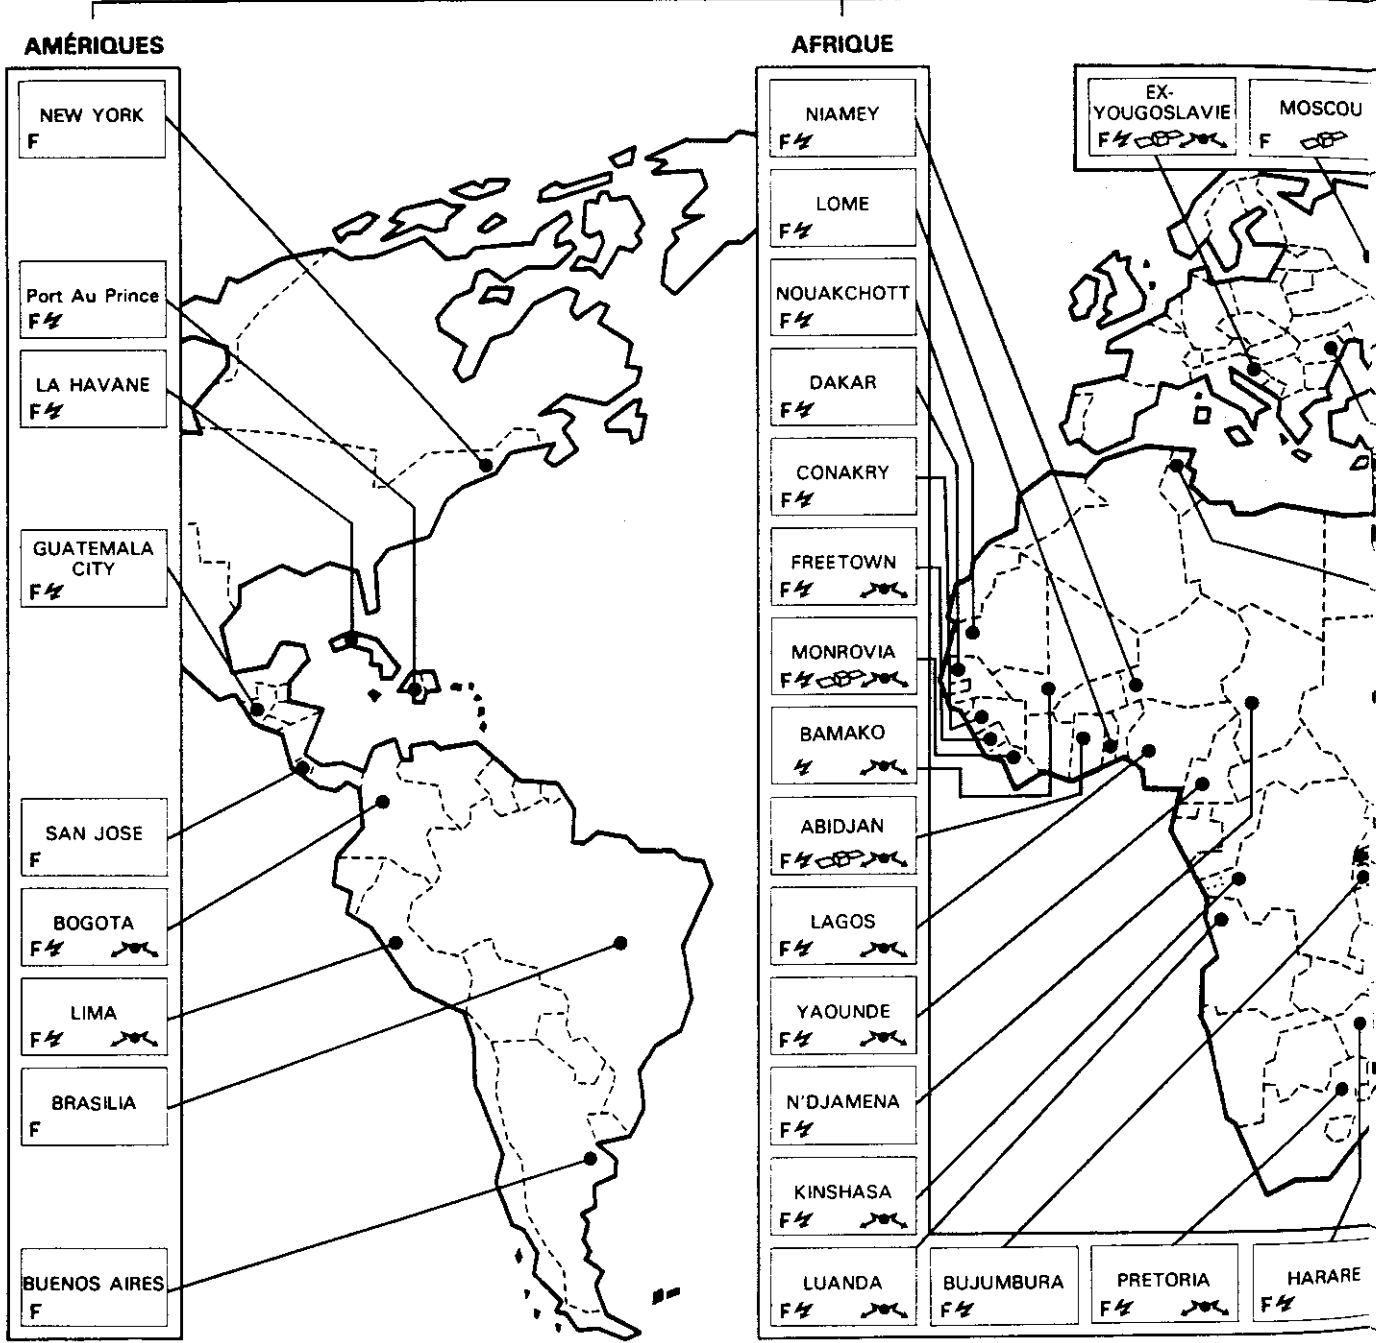 AMÉRIQUES
NEW YORK
F
Port Au Prince
F
LA HAVANE
F
GUATEMALA
CITY
F
SAN JOSE
F
BOGOTA
F
LIMA
F
BRASILIA
F
BUENOS AIRES
F
AFRIQUE
NIAMEY
F
LOME
F
NOUAKCHOTT
F
DAKAR
F
CONAKRY
F
FREETOWN
F
MONROVIA
F
BAMAKO
ABIDJAN
F
LAGOS
F
YAOUNDE
F
N'DJAMENA
F
KINSHASA
F
LUANDA
F
BUJUMBURA
F
PRETORIA
F
HARARE
F
EX-
YOUGOSLAVIE
F
MOSCOU
F